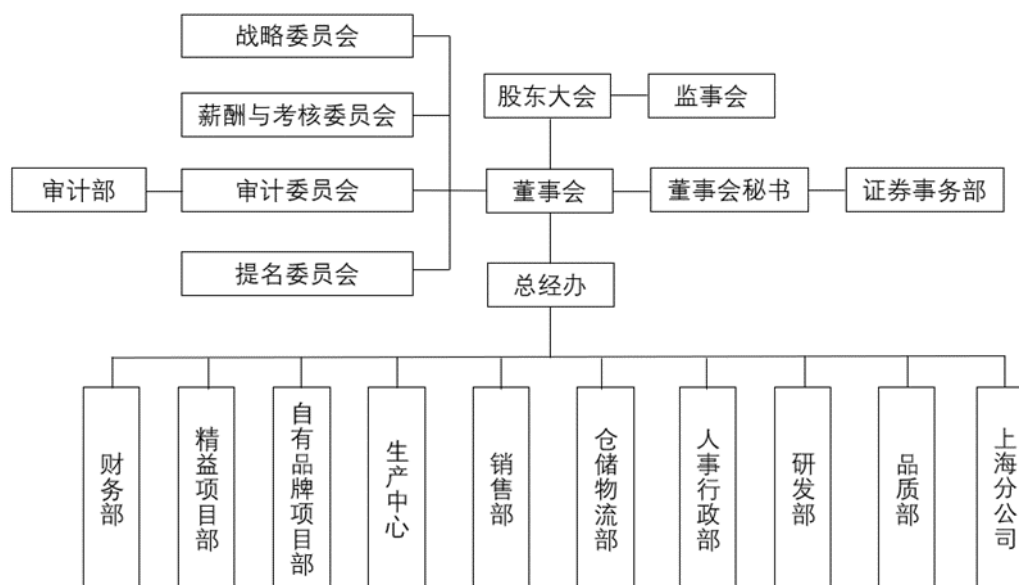 战略委员会
股东大会
监事会
薪酬与考核委员会
审计部
审计委员会
董事会
董事会秘书
证券事务部
提名委员会
总经办
财务部
精益项目部
自有品牌项目部
生产中心
销售部
仓储物流部
人事行政部
研发部
品质部
上海分公司